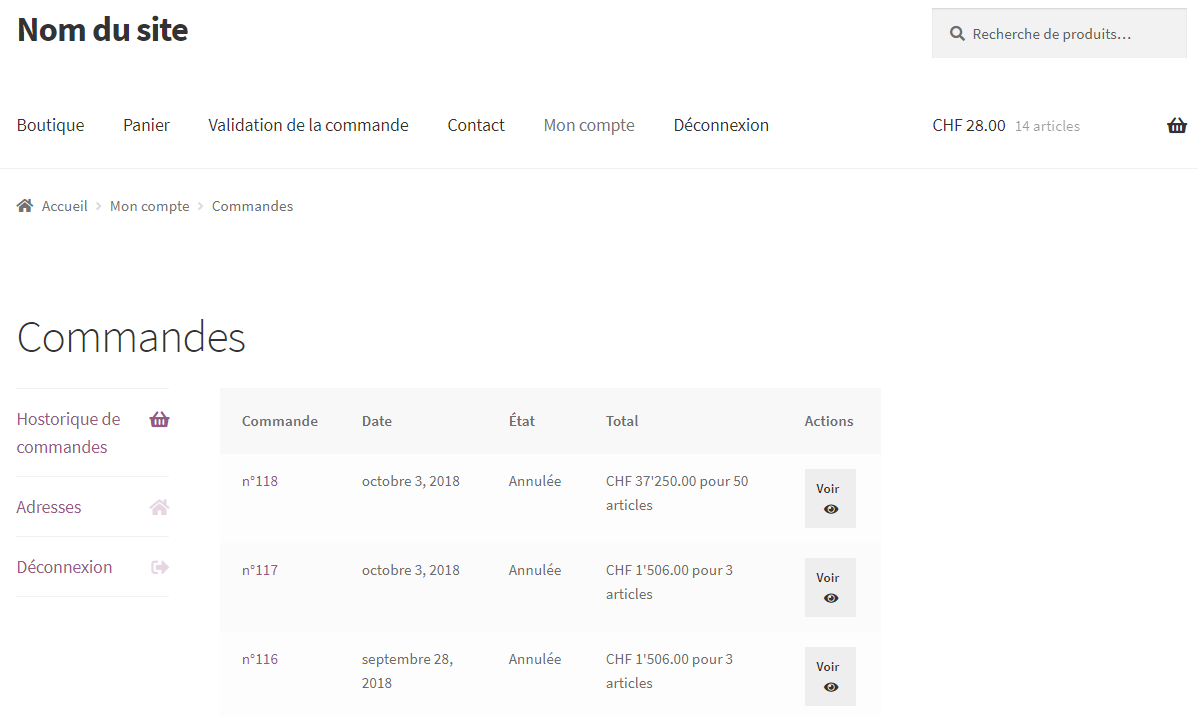 Nom du site
Recherche de produits…
Boutique Panier Validation de la commande Contact Mon compte Déconnexion CHF 28.00 14 articles
Accueil Mon compte Commandes
Commandes
Hostorique de
commandes
Adresses
Déconnexion
Commande Date État Total Actions
n°118 octobre 3, 2018 Annulée CHF 37'250.00 pour 50
articles
Voir
n°117 octobre 3, 2018 Annulée CHF 1'506.00 pour 3
articles
Voir
n°116 septembre 28,
2018
Annulée CHF 1'506.00 pour 3
articles
Voir